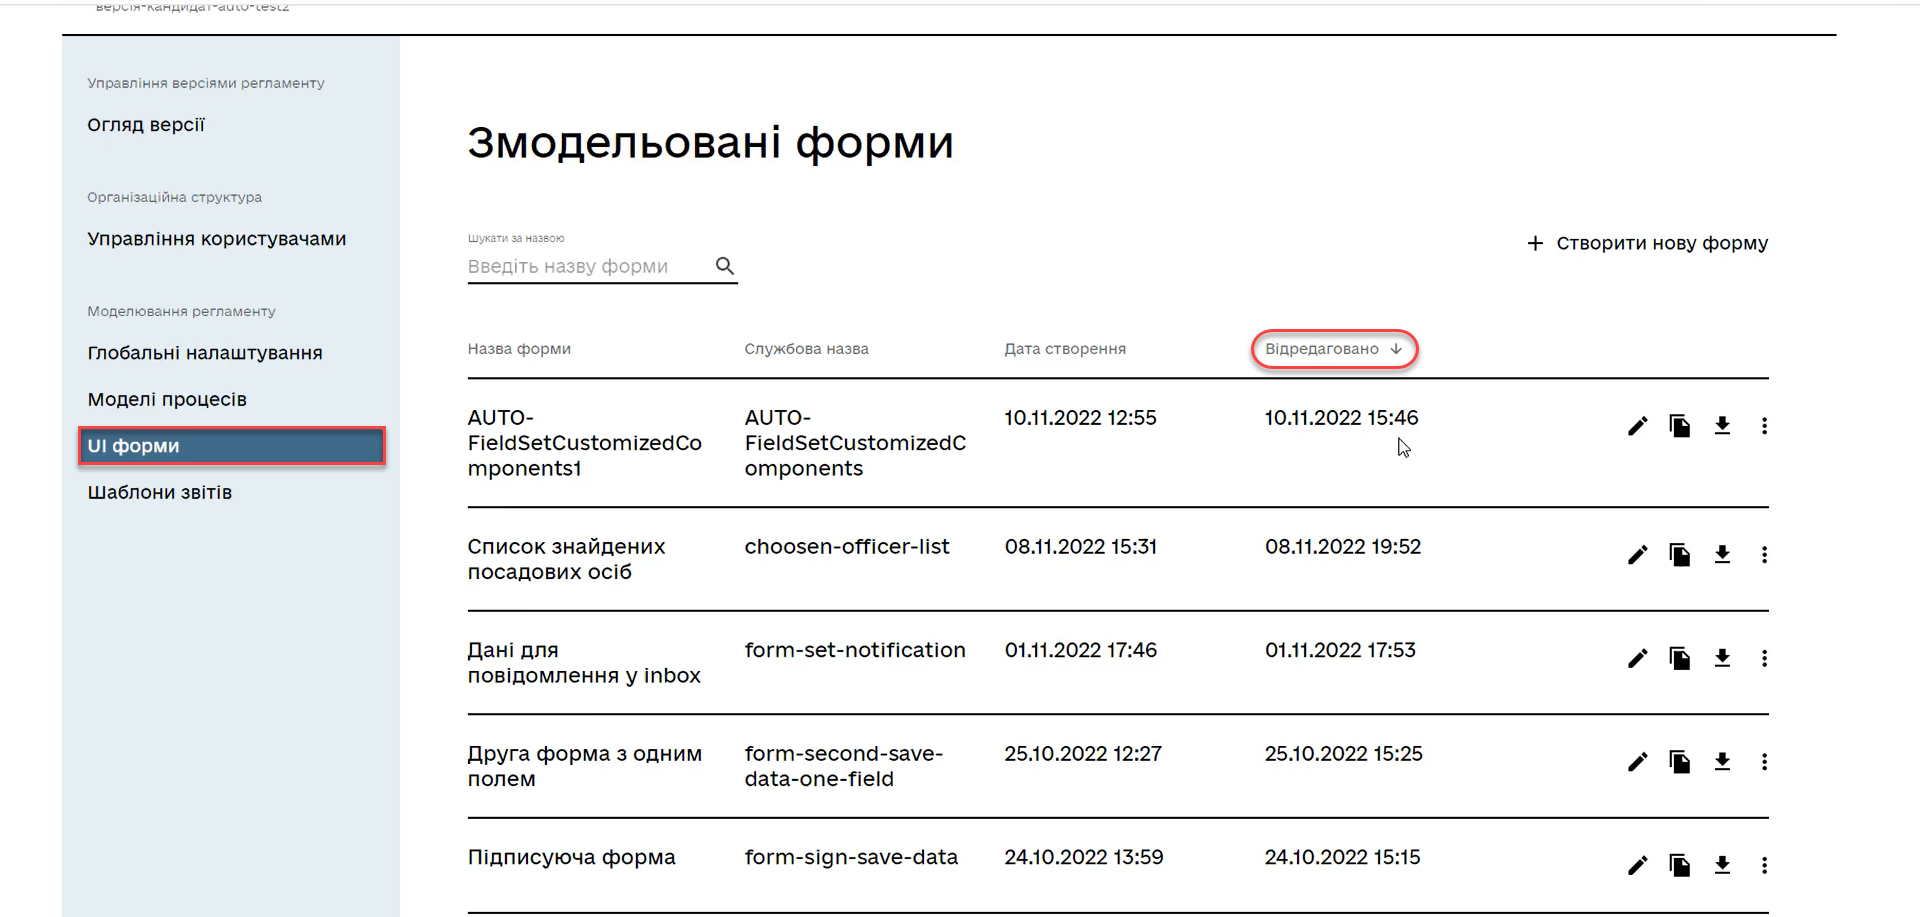 версія-кандидат-auto-test2
Управління версіями регламенту
Огляд версії
Організаційна структура
Управління користувачами
Моделювання регламенту
Глобальні налаштування
Моделі процесів
UI форми
Шаблони звітів
Змодельовані форми
Шукати за назвою
Введіть назву форми
+ Створити нову форму
Назва форми Службова назва Дата створення Відредаговано ↓
AUTO- AUTO- 10.11.2022 12:55 10.11.2022 15:46
FieldSetCustomizedCo FieldSetCustomizedC
mponents1 omponents
Список знайдених choosen-officer-list 08.11.2022 15:31 08.11.2022 19:52
посадових осіб
Дані для form-set-notification 01.11.2022 17:46 01.11.2022 17:53
повідомлення у inbox
Друга форма з одним form-second-save- 25.10.2022 12:27 25.10.2022 15:25
полем data-one-field
Підписуюча форма form-sign-save-data 24.10.2022 13:59 24.10.2022 15:15